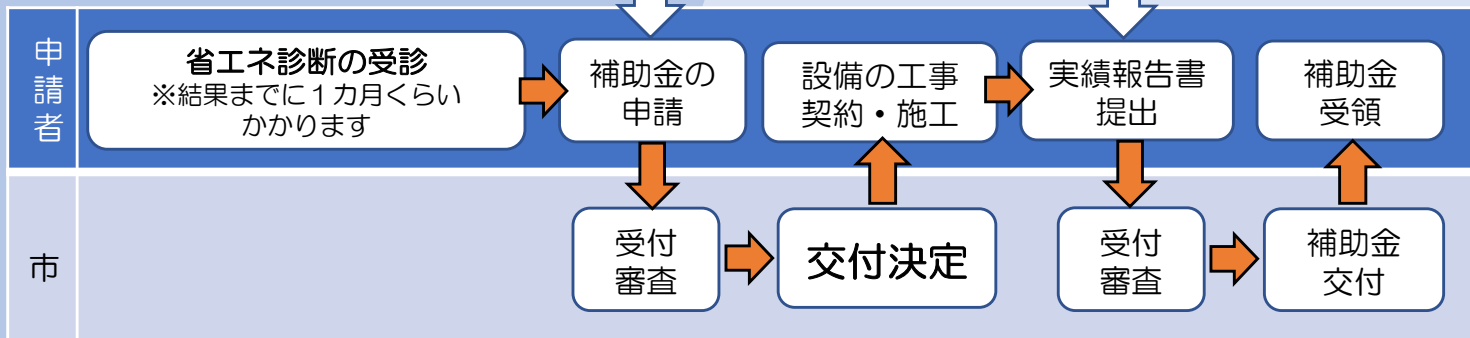 申
請
者
省エネ診断の受診
※結果までに１カ月くらい
かかります
補助金の
申請
設備の工事
契約・施工
実績報告書
提出
補助金
受領
市
受付
審査
交付決定
受付
審査
補助金
交付